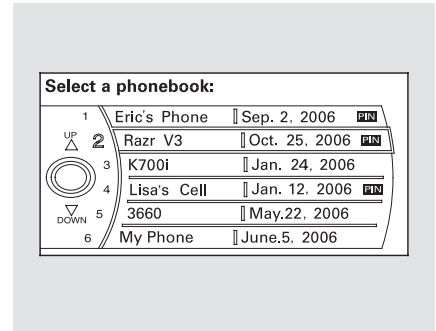 Select a phonebook:
1 Eric's Phone Sep. 2, 2006 PIN
UP 2 Razr V3 Oct. 25, 2006 PIN
3 K700i Jan. 24, 2006
4 Lisa's Cell Jan. 12, 2006 PIN
DOWN 5 3660 May.22, 2006
6 My Phone June.5, 2006